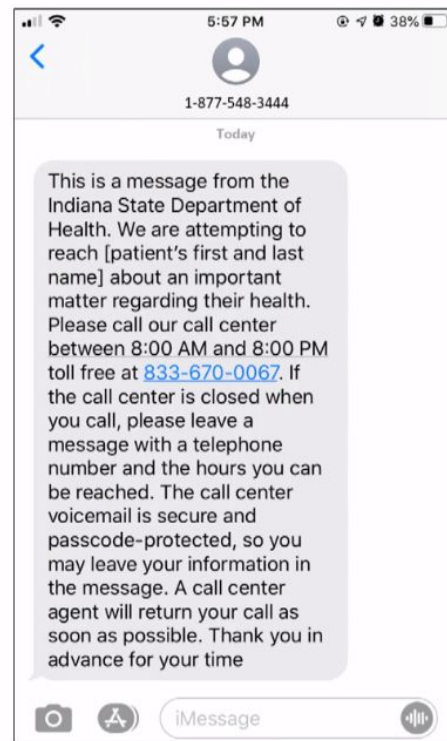 5:57 PM
38%
1-877-548-3444
Today
This is a message from the
Indiana State Department of
Health. We are attempting to
reach [patient's first and last
name] about an important
matter regarding their health.
Please call our call center
between 8:00 AM and 8:00 PM
toll free at 833-670-0067. If
the call center is closed when
you call, please leave a
message with a telephone
number and the hours you can
be reached. The call center
voicemail is secure and
passcode-protected, so you
may leave your information in
the message. A call center
agent will return your call as
soon as possible. Thank you in
advance for your time
iMessage